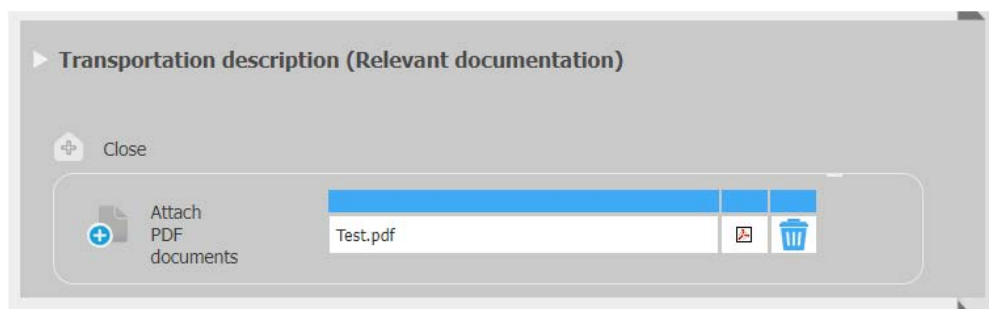 Transportation description (Relevant documentation)
Close
Attach
PDF
documents
Test.pdf